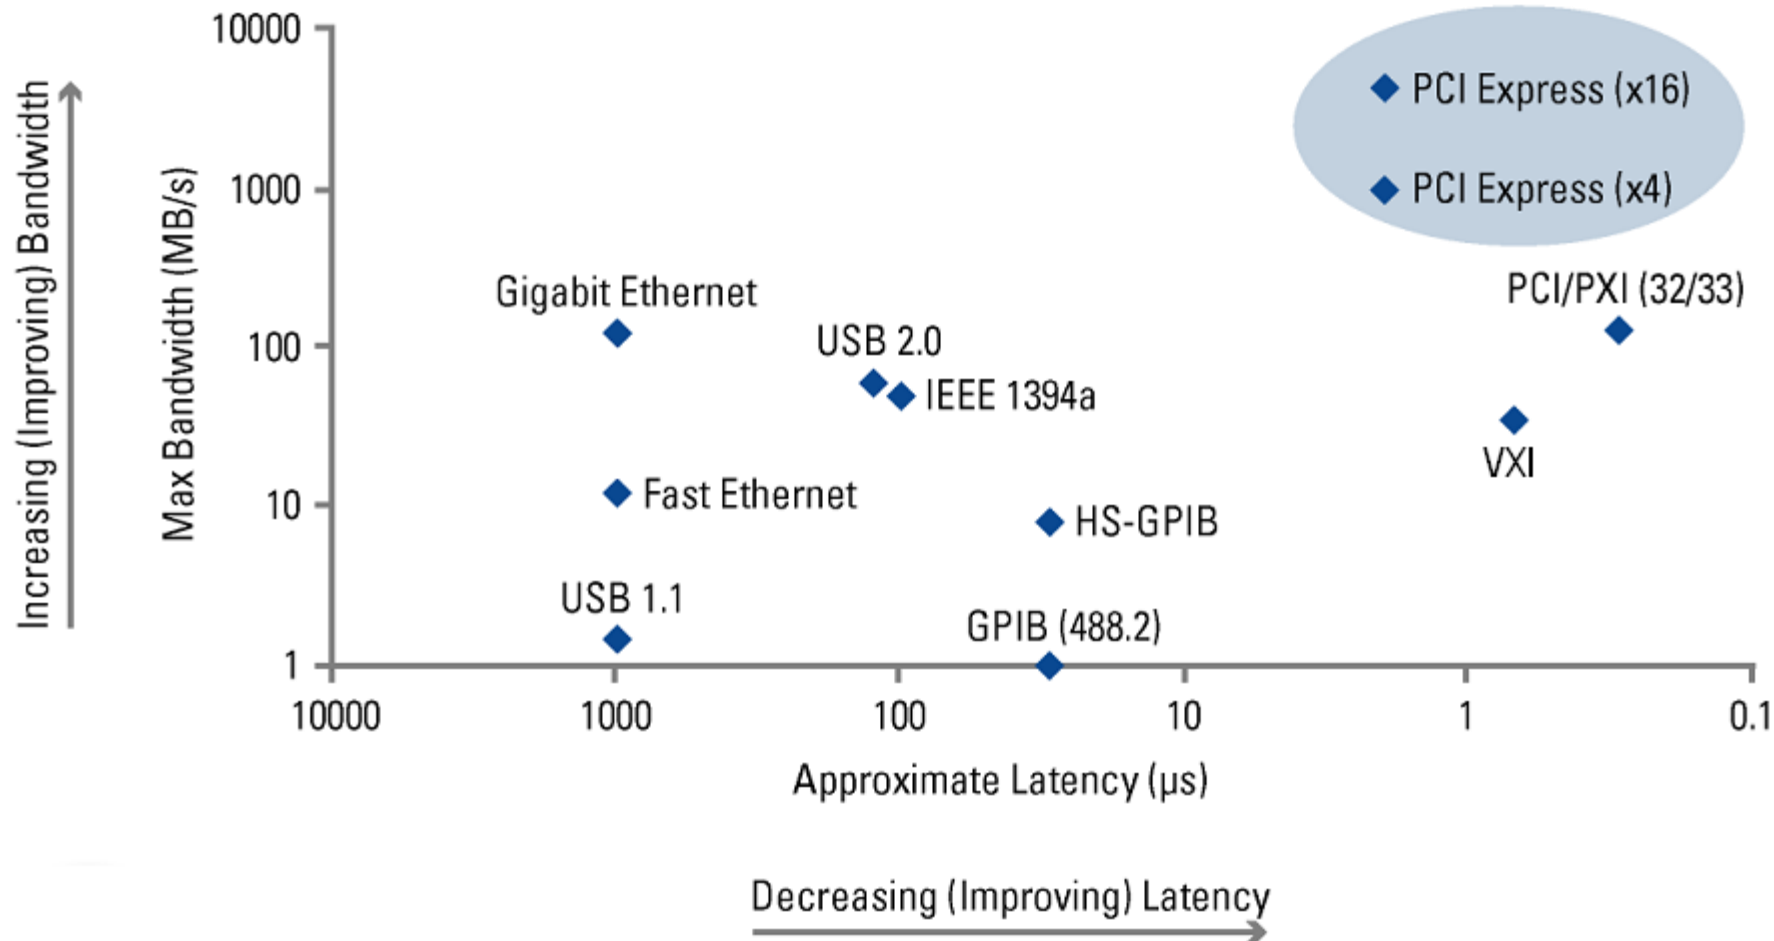 Increasing (Improving) Bandwidth
Max Bandwidth (MB/s)
10000
1000
100
10
1
PCI Express (x16)
PCI Express (x4)
Gigabit Ethernet
PCI/PXI (32/33)
USB 2.0
IEEE 1394a
VXI
Fast Ethernet
HS-GPIB
USB 1.1
GPIB (488.2)
10000 1000 100 10 1 0.1
Approximate Latency (µs)
Decreasing (Improving) Latency